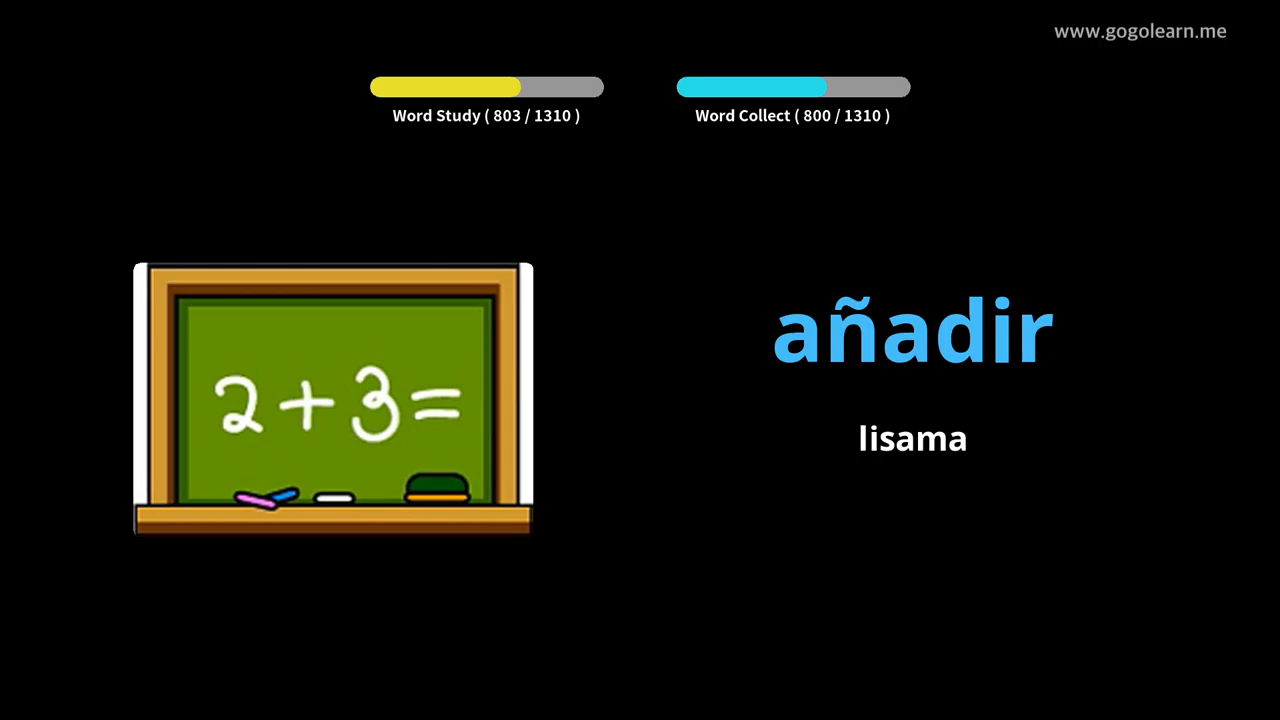 www.gogolearn.me
Word Study ( 803 / 1310 )
Word Collect ( 800 / 1310 )
2 + 3 =
añadir
lisama